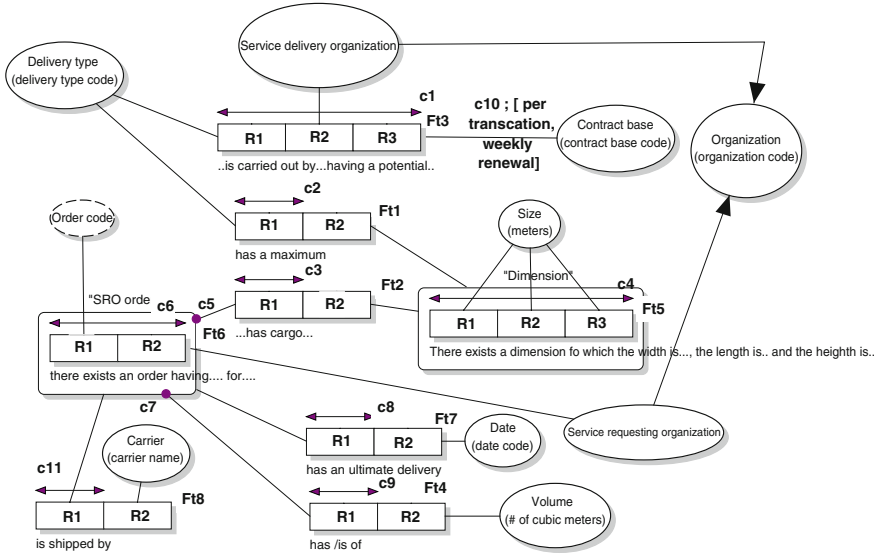 Service delivery organization
Delivery type
(delivery type code)
c1
c10 ; [ per
transcation,
weekly
renewal]
Ft3
R1 R2 R3
Contract base
(contract base code)
Organization
(organization code)
..is carried out by...having a potential..
c2
Ft1
R1 R2
has a maximum
Order code
Size
(meters)
c3
Ft2
R1 R2
...has cargo...
"Dimension"
c4
Ft5
R1 R2 R3
There exists a dimension fo which the width is..., the length is.. and the heighth is..
"SRO orde
c6
c5
Ft6
R1 R2
there exists an order having.... for....
c7
c8
Ft7
R1 R2
has an ultimate delivery
Date
(date code)
Service requesting organization
Carrier
(carrier name)
c11
Ft8
R1 R2
is shipped by
c9
Ft4
R1 R2
has /is of
Volume
(# of cubic meters)